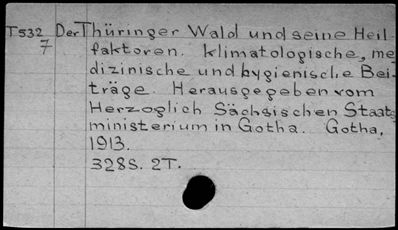 T532 Der Thüringer Wald und seine Heil-
7 faktoren. Klimatologische, me
dizinische und hygienische Bei-
träge. Herausgegeben vom
Herzoglich Sächsischen Staats
ministerium in Gotha. Gotha,
1913.
328S. 2T.